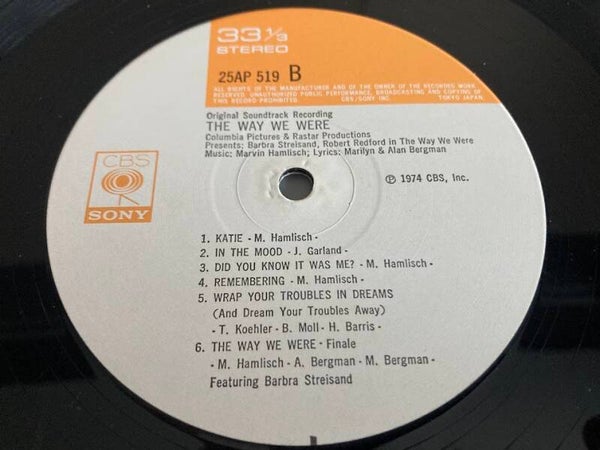 33 1/3
STEREO
25AP 519 B
ALL RIGHTS OF THE MANUFACTURER AND OF THE OWNER OF THE RECORDED WORK
RESERVED. UNAUTHORIZED PUBLIC PERFORMANCE, BROADCASTING AND COPYING OF
THIS RECORD PROHIBITED. CBS/SONY INC. TOKYO JAPAN.
Original Soundtrack Recording
THE WAY WE WERE
Columbia Pictures & Rastar Productions
Presents: Barbra Streisand, Robert Redford in The Way We Were
Music: Marvin Hamlisch; Lyrics: Marilyn & Alan Bergman
CBS
SONY
℗ 1974 CBS, Inc.
1. KATIE - M. Hamlisch -
2. IN THE MOOD - J. Garland -
3. DID YOU KNOW IT WAS ME? - M. Hamlisch -
4. REMEMBERING - M. Hamlisch -
5. WRAP YOUR TROUBLES IN DREAMS
(And Dream Your Troubles Away)
- T. Koehler - B. Moll - H. Barris -
6. THE WAY WE WERE - Finale
- M. Hamlisch - A. Bergman - M. Bergman -
Featuring Barbra Streisand